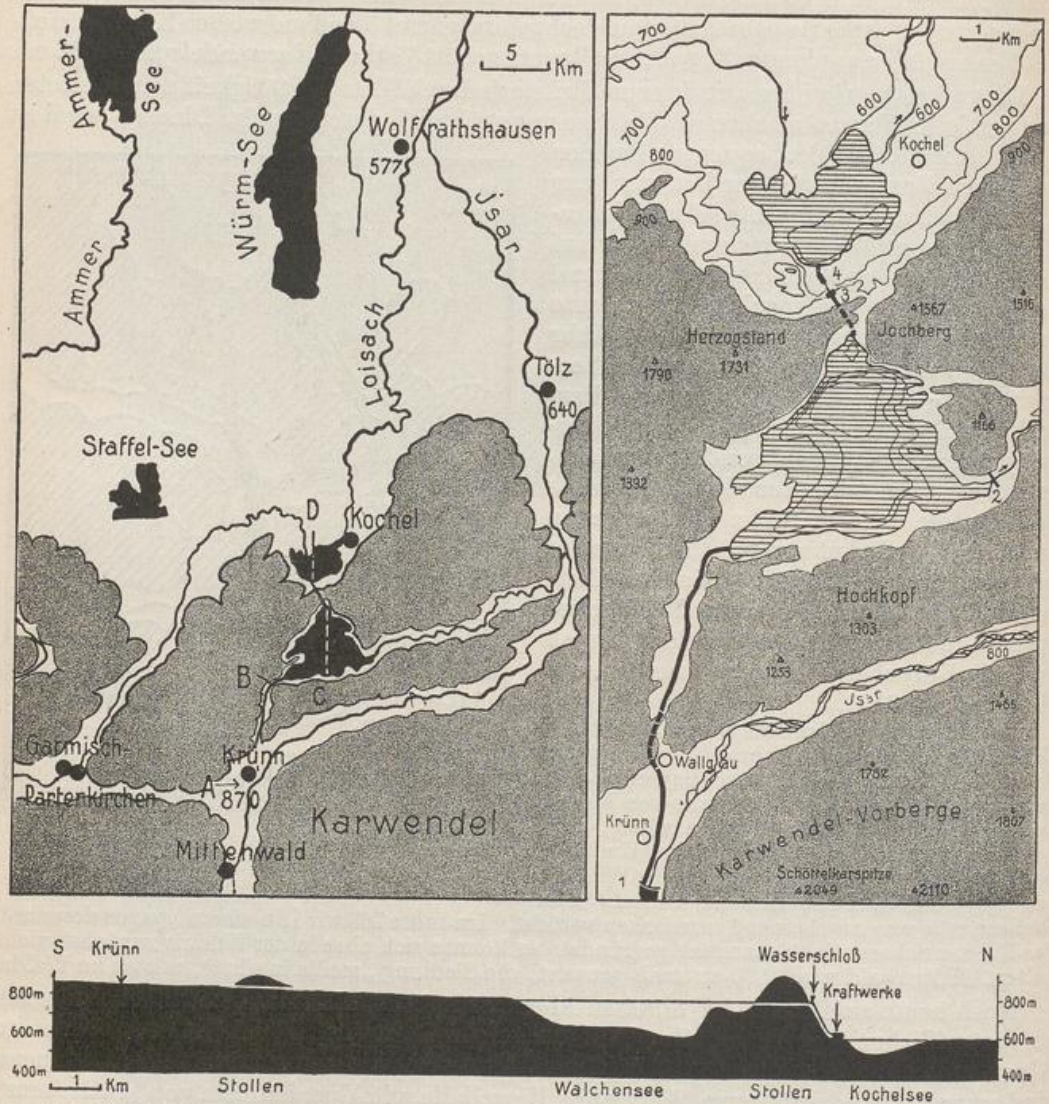 Ammer-
See
Würm-See
5
Km
Wolfrathshausen
577
Jsar
Ammer
Loisach
Tölz
640
Staffel-See
D
Kochel
B
C
Garmisch-
Partenkirchen
Krünn
A
870
Karwendel
Mittenwald
700
1
Km
600
600
700
800
900
700
800
900
Kochel
4
3
Herzogstand
1790
1731
1567
Jochberg
1516
1392
2
Hochkopf
1303
1253
800
Jsar
1465
Wallgau
Krünn
Karwendel-Vorberge
1807
1
Schöttelkarspitze
2049
2110
S
Krünn
Wasserschloß
N
Kraftwerke
800m
800m
600m
600m
400m
400m
1
Km
Stollen
Walchensee
Stollen
Kochelsee